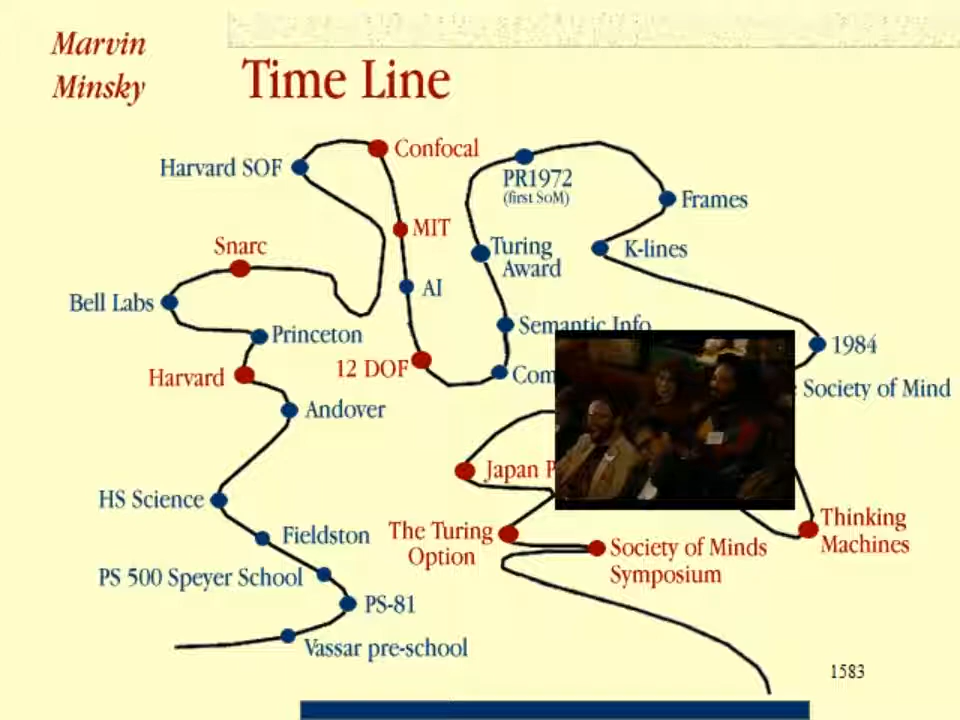 Marvin
Minsky
Time Line
Confocal
Harvard SOF
PR1972
(first SoM)
Frames
MIT
Snarc
Turing
Award
K-lines
AI
Bell Labs
Semantic Info
Princeton
1984
12 DOF
Harvard
Society of Mind
Andover
Japan
HS Science
Thinking
Machines
The Turing
Option
Fieldston
Society of Minds
Symposium
PS 500 Speyer School
PS-81
Vassar pre-school
1583